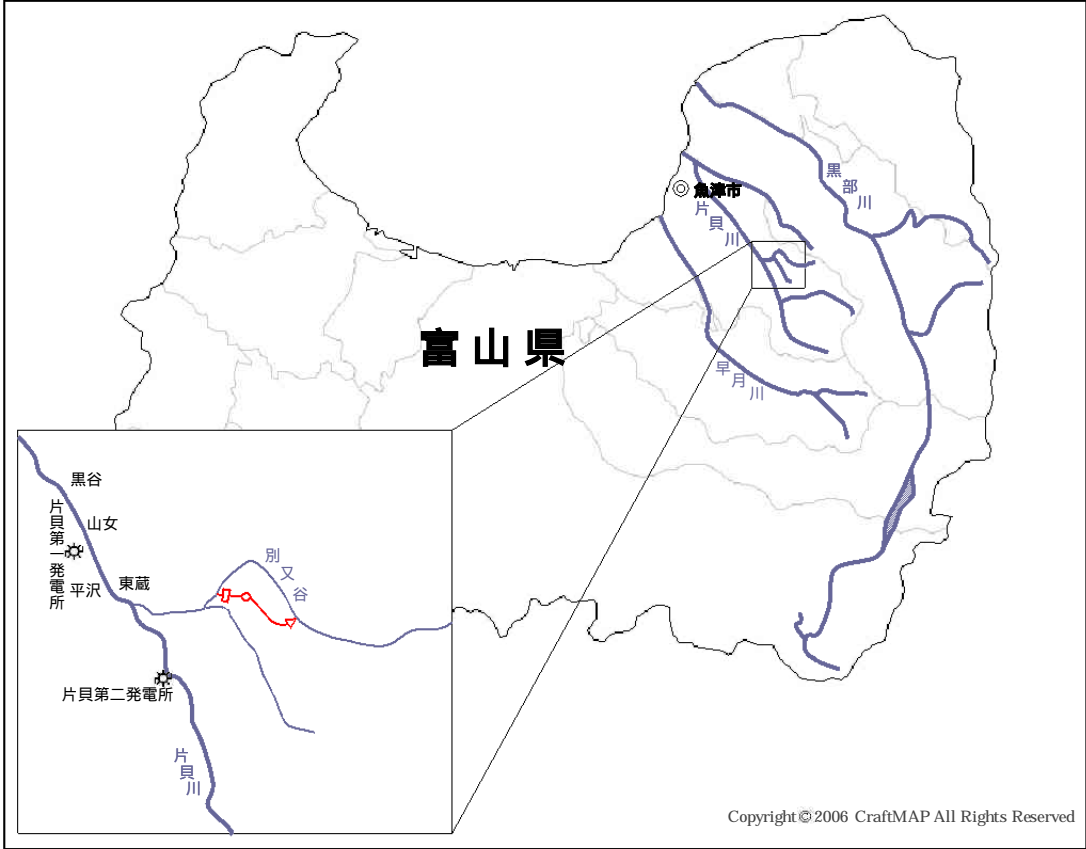 黒部川
魚津市
片貝川
富山県
早月川
黒谷
片貝第一発電所
山女
別又谷
平沢
東蔵
片貝第二発電所
片貝川
Copyright©2006 CraftMAP All Rights Reserved